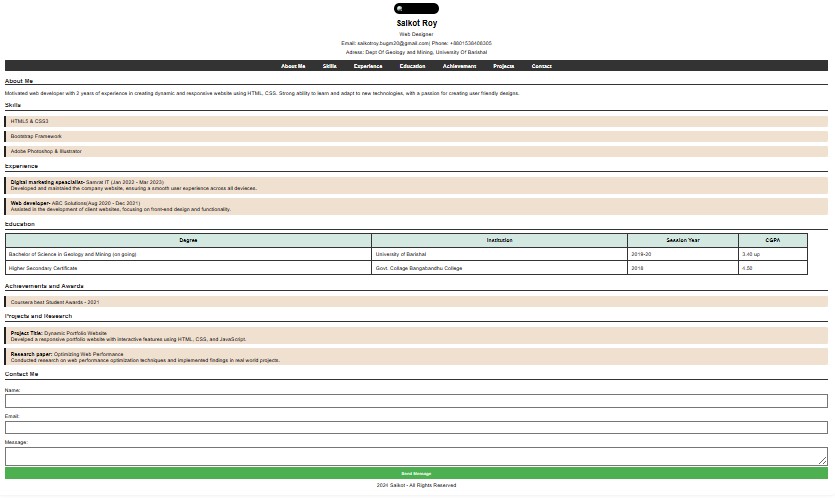 Saikot Roy
Web Designer
Email: saikotroy.bugm20@gmail.com| Phone: +8801538408305
Adress: Dept Of Geology and Mining, University Of Barishal
About Me Skills Experience Education Achievement Projects Contact
About Me
Motivated web developer with 2 years of experience in creating dynamic and responsive website using HTML, CSS. Strong ability to learn and adapt to new technologies, with a passion for creating user friendly designs.
Skills
HTML5 & CSS3
Bootstrap Framework
Adobe Photoshop & Illustrator
Experience
Digital marketing speacialist- Samrat IT (Jan 2022 - Mar 2023)
Developed and maintaied the company website, ensuring a smooth user experience across all devieces.
Web developer- ABC Solutions(Aug 2020 - Dec 2021)
Assisted in the development of client websites, focusing on front-end design and functionality.
Education
Degree Institution Session Year CGPA
Bachelor of Science in Geology and Mining (on going) University of Barishal 2019-20 3.40 up
Higher Secondary Certificate Govt. Collage Bangabandhu College 2018 4.50
Achievements and Awards
Coursera best Student Awards - 2021
Projects and Research
Project Title: Dynamic Portfolio Website
Developed a responsive portfolio website with interactive features using HTML, CSS, and JavaScript.
Research paper: Optimizing Web Performance
Conducted research on web performance optimization techniques and implemented findings in real world projects.
Contact Me
Name:
Email:
Message:
Send Message
2024 Saikot - All Rights Reserved